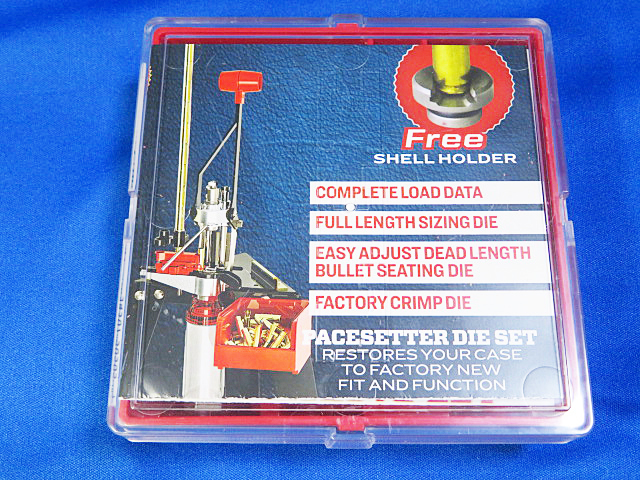 Free
SHELL HOLDER
COMPLETE LOAD DATA
FULL LENGTH SIZING DIE
EASY ADJUST DEAD LENGTH
BULLET SEATING DIE
FACTORY CRIMP DIE
PACESETTER DIE SET
RESTORES YOUR CASE
TO FACTORY NEW
FIT AND FUNCTION